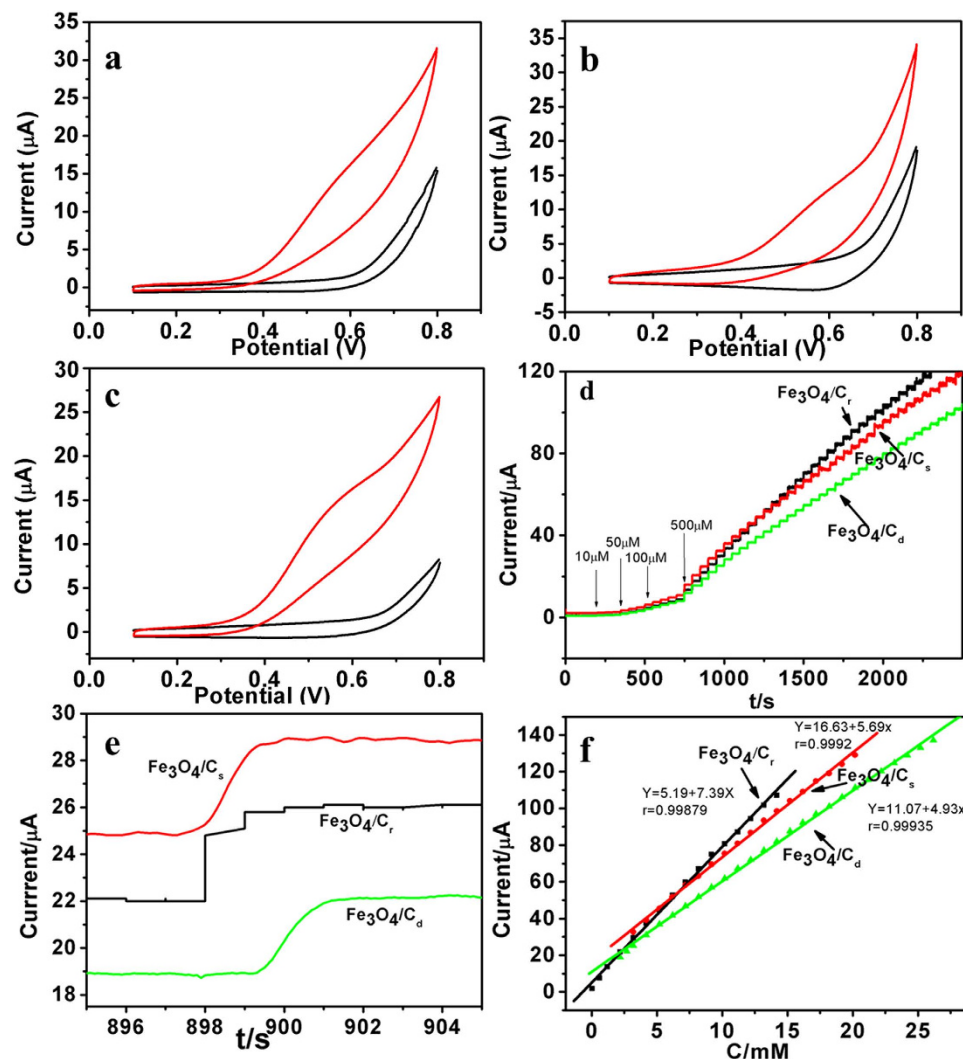 a
35
30
25
20
15
10
5
0
Current (µA)
0.0 0.2 0.4 0.6 0.8
Potential (V)
b
35
30
25
20
15
10
5
0
-5
Current (µA)
0.0 0.2 0.4 0.6 0.8
Potential (V)
c
30
25
20
15
10
5
0
Current (µA)
0.0 0.2 0.4 0.6 0.8
Potential (V)
d
120
80
40
0
Currrent/µA
Fe3O4/Cr
Fe3O4/Cs
Fe3O4/Cd
10µM
50µM
100µM
500µM
0 500 1000 1500 2000
t/s
e
30
28
26
24
22
20
18
Currrent/µA
Fe3O4/Cs
Fe3O4/Cr
Fe3O4/Cd
896 898 900 902 904
t/s
f
140
120
100
80
60
40
20
0
Currrent/µA
Y=16.63+5.69x
r=0.9992
Fe3O4/Cr
Fe3O4/Cs
Y=5.19+7.39X
r=0.99879
Y=11.07+4.93x
r=0.99935
Fe3O4/Cd
0 5 10 15 20 25
C/mM